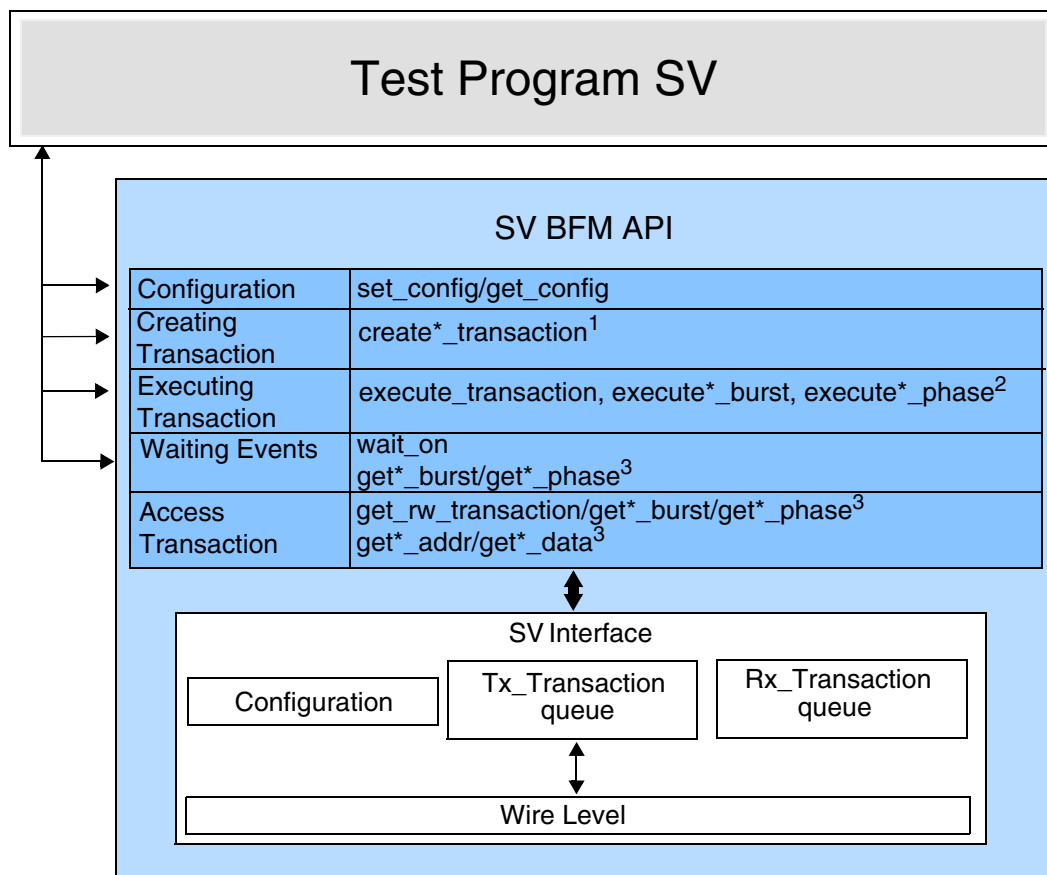 Test Program SV
SV BFM API
Configuration
set_config/get_config
Creating
Transaction
create*_transaction1
Executing
Transaction
execute_transaction, execute*_burst, execute*_phase2
Waiting Events
wait_on
get*_burst/get*_phase3
Access
Transaction
get_rw_transaction/get*_burst/get*_phase3
get*_addr/get*_data3
SV Interface
Configuration
Tx_Transaction
queue
Rx_Transaction
queue
Wire Level